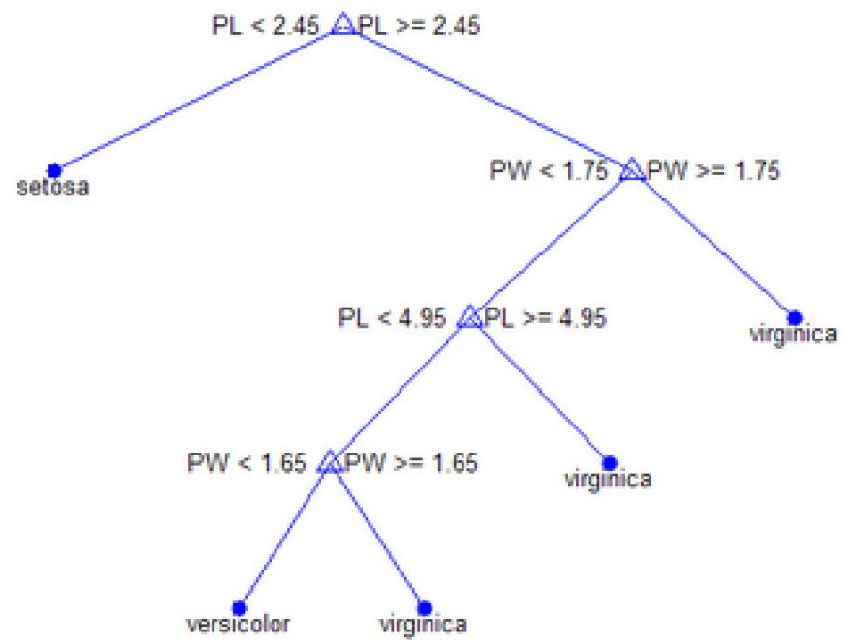 PL < 2.45 PL >= 2.45
setosa
PW < 1.75 PW >= 1.75
PL < 4.95 PL >= 4.95
virginica
PW < 1.65 PW >= 1.65
virginica
versicolor virginica